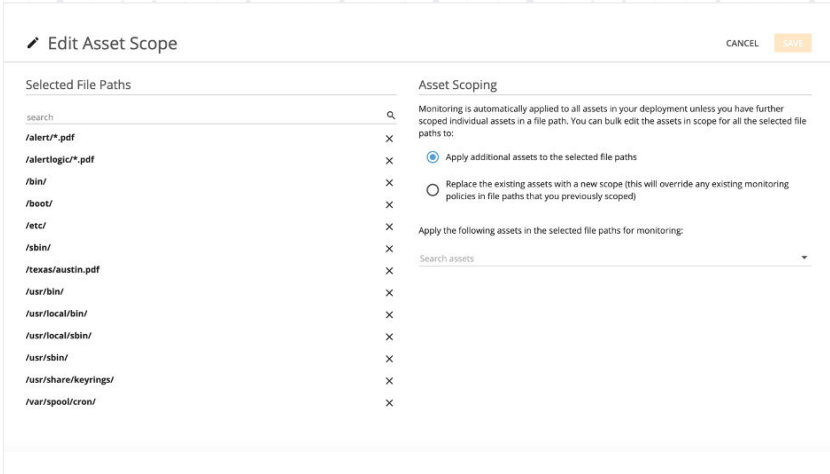 Edit Asset Scope
CANCEL
SAVE
Selected File Paths
search
/alert/*.pdf
/alertlogic/*.pdf
/bin/
/boot/
/etc/
/sbin/
/texas/austin.pdf
/usr/bin/
/usr/local/bin/
/usr/local/sbin/
/usr/sbin/
/usr/share/keyrings/
/var/spool/cron/
Asset Scoping
Monitoring is automatically applied to all assets in your deployment unless you have further
scoped individual assets in a file path. You can bulk edit the assets in scope for all the selected file
paths to:
Apply additional assets to the selected file paths
Replace the existing assets with a new scope (this will override any existing monitoring
policies in file paths that you previously scoped)
Apply the following assets in the selected file paths for monitoring:
Search assets